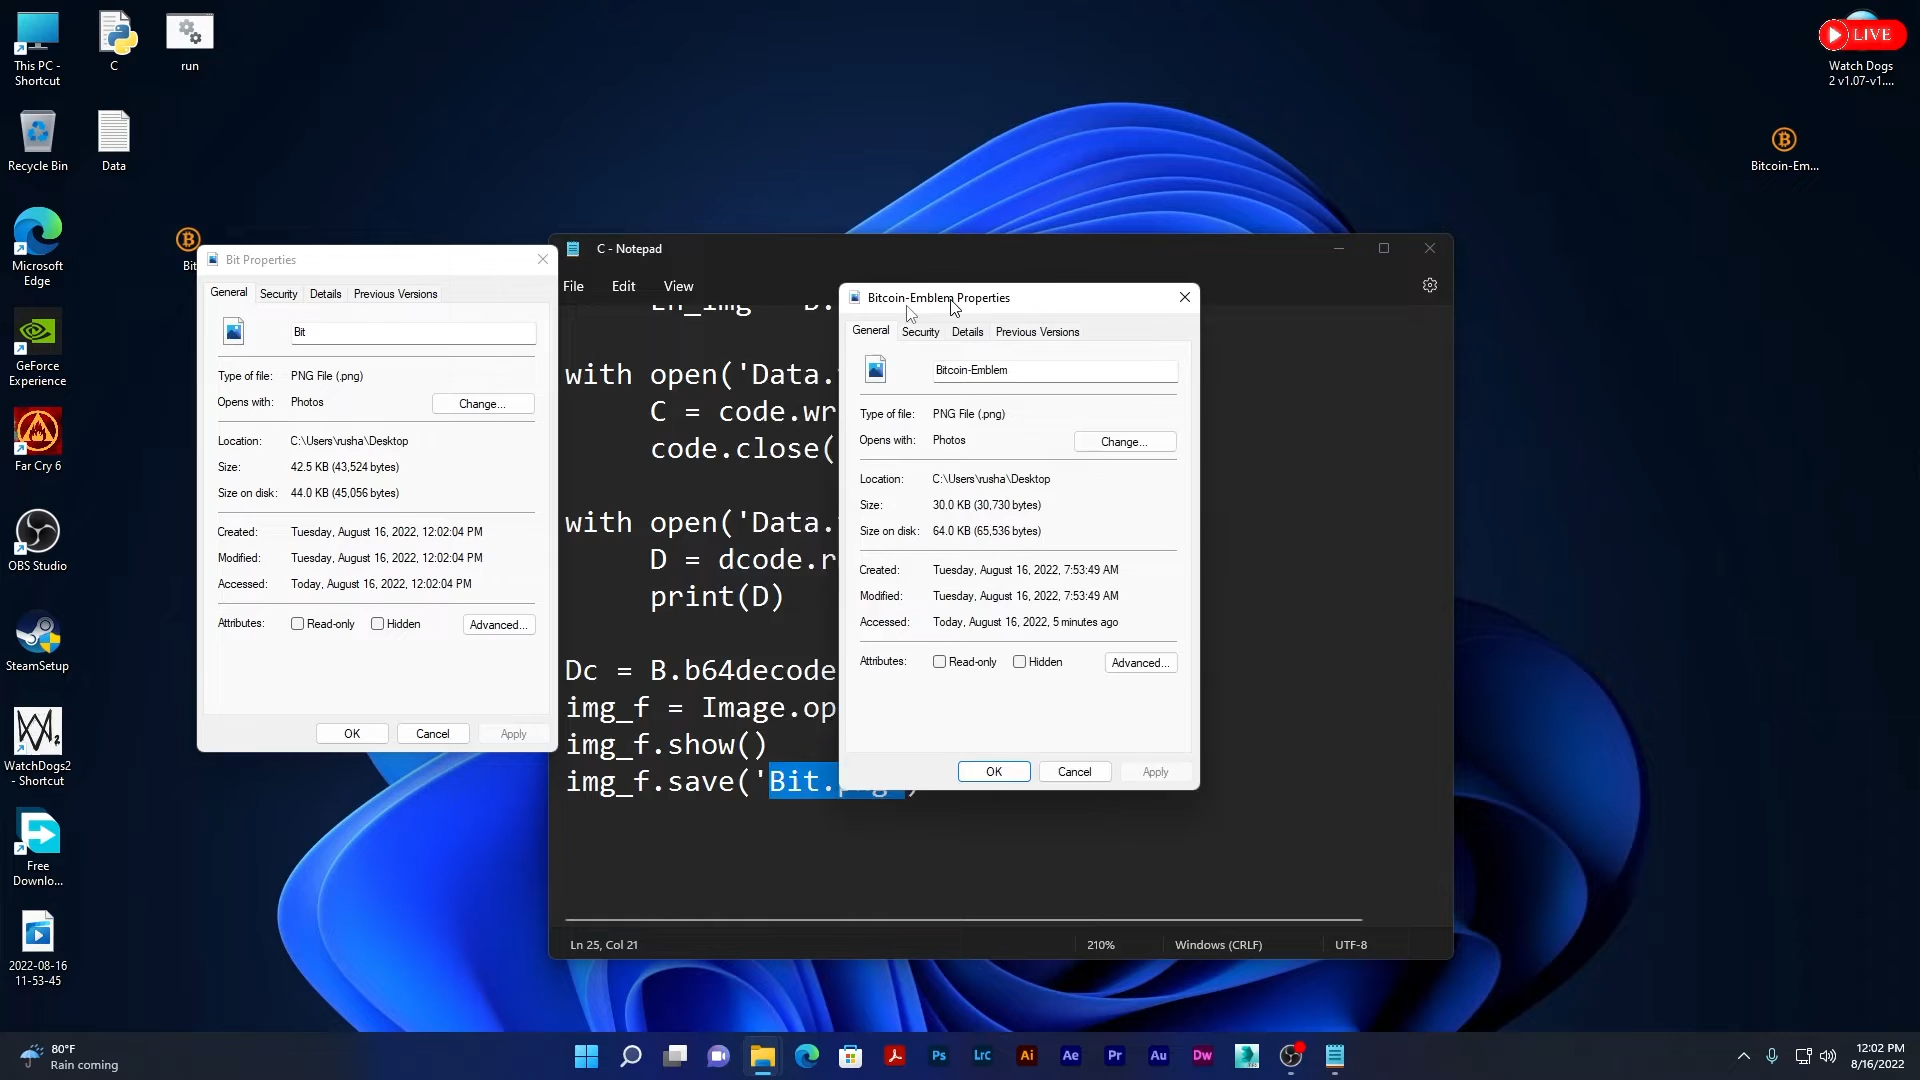 This PC -
Shortcut
C
run
Recycle Bin
Data
Microsoft
Edge
GeForce
Experience
Far Cry 6
OBS Studio
SteamSetup
WatchDogs2
- Shortcut
Free
Downlo...
2022-08-16
11-53-45
LIVE
Watch Dogs
2 v1.07-v1....
Bitcoin-Em...
Bit
Bit Properties
General
Security
Details
Previous Versions
Bit
Type of file: PNG File (.png)
Opens with: Photos
Change...
Location: C:\Users\rusha\Desktop
Size: 42.5 KB (43,524 bytes)
Size on disk: 44.0 KB (45,056 bytes)
Created: Tuesday, August 16, 2022, 12:02:04 PM
Modified: Tuesday, August 16, 2022, 12:02:04 PM
Accessed: Today, August 16, 2022, 12:02:04 PM
Attributes: Read-only Hidden Advanced...
OK Cancel Apply
C - Notepad
File Edit View
with open('Data.
C = code.wr
code.close(
with open('Data.
D = dcode.r
print(D)
Dc = B.b64decode
img_f = Image.op
img_f.show()
img_f.save('Bit.
Ln 25, Col 21
210%
Windows (CRLF)
UTF-8
Bitcoin-Emblem Properties
General
Security
Details
Previous Versions
Bitcoin-Emblem
Type of file: PNG File (.png)
Opens with: Photos
Change...
Location: C:\Users\rusha\Desktop
Size: 30.0 KB (30,730 bytes)
Size on disk: 64.0 KB (65,536 bytes)
Created: Tuesday, August 16, 2022, 7:53:49 AM
Modified: Tuesday, August 16, 2022, 7:53:49 AM
Accessed: Today, August 16, 2022, 5 minutes ago
Attributes: Read-only Hidden Advanced...
OK Cancel Apply
80°F
Rain coming
Ps
Lrc
Ai
Ae
Pr
Au
Dw
12:02 PM
8/16/2022